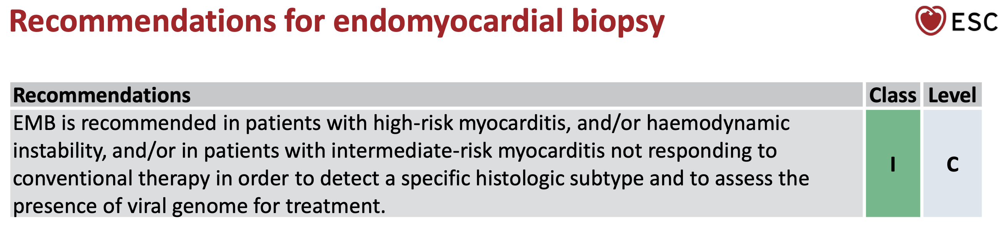 Recommendations for endomyocardial biopsy
ESC
Recommendations Class Level
EMB is recommended in patients with high-risk myocarditis, and/or haemodynamic
instability, and/or in patients with intermediate-risk myocarditis not responding to
conventional therapy in order to detect a specific histologic subtype and to assess the
presence of viral genome for treatment.
I
C